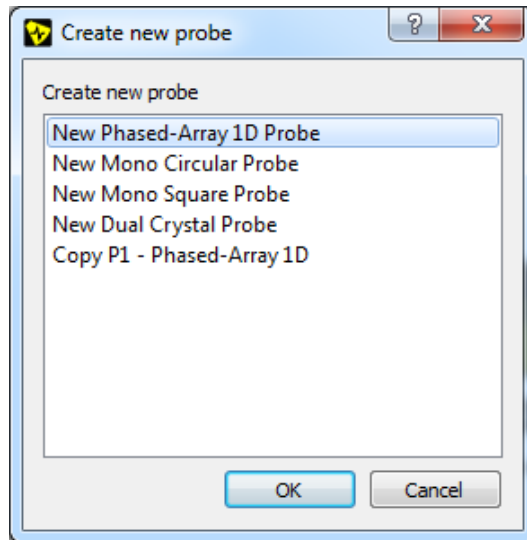 Create new probe
?
X
Create new probe
New Phased-Array 1D Probe
New Mono Circular Probe
New Mono Square Probe
New Dual Crystal Probe
Copy P1 - Phased-Array 1D
OK
Cancel